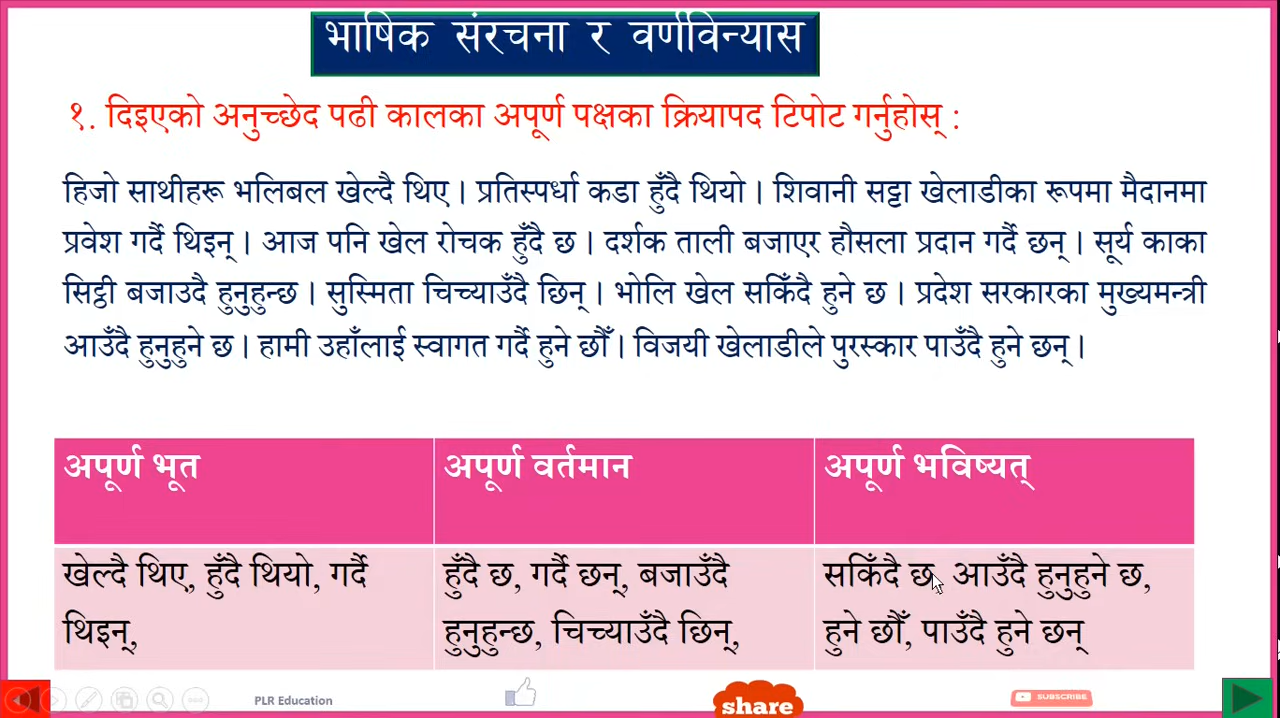 भाषिक संरचना र वर्णविन्यास
१. दिइएको अनुच्छेद पढी कालका अपूर्ण पक्षका क्रियापद टिपोट गर्नुहोस् :
हिजो साथीहरू भलिबल खेल्दै थिए। प्रतिस्पर्धा कडा हुँदै थियो। शिवानी सट्टा खेलाडीका रूपमा मैदानमा
प्रवेश गर्दै थिइन्। आज पनि खेल रोचक हुँदै छ। दर्शक ताली बजाएर हौसला प्रदान गर्दै छन्। सूर्य काका
सिट्ठी बजाउदै हुनुहुन्छ। सुस्मिता चिच्याउँदै छिन्। भोलि खेल सकिँदै हुने छ। प्रदेश सरकारका मुख्यमन्त्री
आउँदै हुनुहुने छ। हामी उहाँलाई स्वागत गर्दै हुने छौँ। विजयी खेलाडीले पुरस्कार पाउँदै हुने छन्।
अपूर्ण भूत अपूर्ण वर्तमान अपूर्ण भविष्यत्
खेल्दै थिए, हुँदै थियो, गर्दै हुँदै छ, गर्दै छन्, बजाउँदै सकिँदै छ, आउँदै हुनुहुने छ,
थिइन्, हुनुहुन्छ, चिच्याउँदै छिन्, हुने छौँ, पाउँदै हुने छन्
PLR Education share SUBSCRIBE